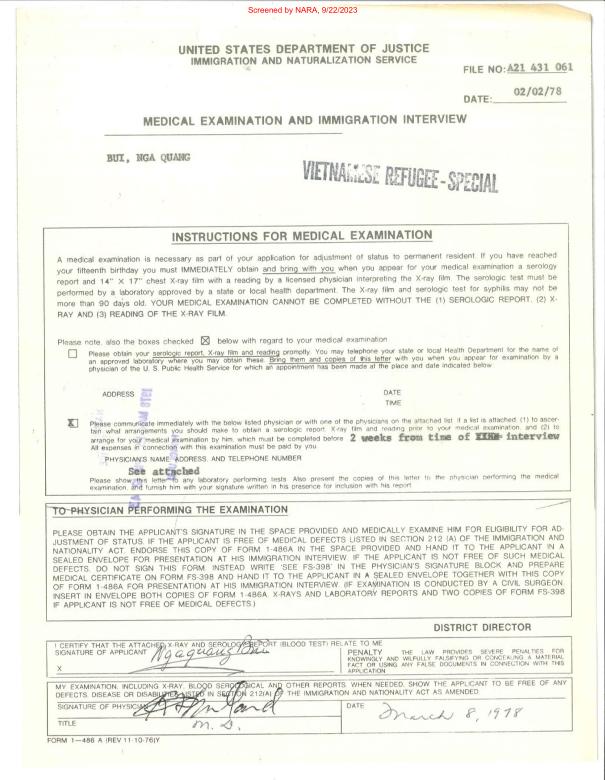 Screened by NARA, 9/22/2023
UNITED STATES DEPARTMENT OF JUSTICE
IMMIGRATION AND NATURALIZATION SERVICE
FILE NO: A21 431 061
DATE: 02/02/78
MEDICAL EXAMINATION AND IMMIGRATION INTERVIEW
BUI, NGA QUANG
VIETNAMESE REFUGEE - SPECIAL
INSTRUCTIONS FOR MEDICAL EXAMINATION
A medical examination is necessary as part of your application for adjustment of status to permanent resident. If you have reached
your fifteenth birthday you must IMMEDIATELY obtain and bring with you when you appear for your medical examination a serology
report and 14" X 17" chest X-ray film with a reading by a licensed physician interpreting the X-ray film. The serologic test must be
performed by a laboratory approved by a state or local health department. The X-ray film and serologic test for syphilis may not be
more than 90 days old. YOUR MEDICAL EXAMINATION CANNOT BE COMPLETED WITHOUT THE (1) SEROLOGIC REPORT, (2) X-
RAY AND (3) READING OF THE X-RAY FILM.
Please note, also the boxes checked X below with regard to your medical examination
Please obtain your serologic report, X-ray film and reading promptly. You may telephone your state or local Health Department for the name of
an approved laboratory where you may obtain these. Bring them and copies of this letter with you when you appear for examination by a
physician of the U. S. Public Health Service for which an appointment has been made at the place and date indicated below
ADDRESS DATE
TIME
X Please communicate immediately with the below listed physician or with one of the physicians on the attached list if a list is attached, (1) to ascer-
tain what arrangements you should make to obtain a serologic report, X-ray film and reading prior to your medical examination, and (2) to
arrange for your medical examination by him, which must be completed before 2 weeks from time of interview
All expenses in connection with this examination must be paid by you
PHYSICIAN'S NAME, ADDRESS, AND TELEPHONE NUMBER
See attached
Please show this letter to any laboratory performing tests. Also present the copies of this letter to the physician performing the medical
examination, and furnish him with your signature written in his presence for inclusion with his report
TO PHYSICIAN PERFORMING THE EXAMINATION
PLEASE OBTAIN THE APPLICANT'S SIGNATURE IN THE SPACE PROVIDED AND MEDICALLY EXAMINE HIM FOR ELIGIBILITY FOR AD-
JUSTMENT OF STATUS. IF THE APPLICANT IS FREE OF MEDICAL DEFECTS LISTED IN SECTION 212 (A) OF THE IMMIGRATION AND
NATIONALITY ACT, ENDORSE THIS COPY OF FORM 1-486A IN THE SPACE PROVIDED AND HAND IT TO THE APPLICANT IN A
SEALED ENVELOPE FOR PRESENTATION AT HIS IMMIGRATION INTERVIEW. IF THE APPLICANT IS NOT FREE OF SUCH MEDICAL
DEFECTS, DO NOT SIGN THIS FORM. INSTEAD WRITE 'SEE FS-398' IN THE PHYSICIAN'S SIGNATURE BLOCK AND PREPARE
MEDICAL CERTIFICATE ON FORM FS-398 AND HAND IT TO THE APPLICANT IN A SEALED ENVELOPE TOGETHER WITH THIS COPY
OF FORM 1-486A FOR PRESENTATION AT HIS IMMIGRATION INTERVIEW. (IF EXAMINATION IS CONDUCTED BY A CIVIL SURGEON,
INSERT IN ENVELOPE BOTH COPIES OF FORM 1-486A, X-RAYS AND LABORATORY REPORTS AND TWO COPIES OF FORM FS-398
IF APPLICANT IS NOT FREE OF MEDICAL DEFECTS.)
DISTRICT DIRECTOR
I CERTIFY THAT THE ATTACHED X-RAY AND SEROLOGY REPORT (BLOOD TEST) RELATE TO ME
SIGNATURE OF APPLICANT Ngaquang Bui
X
PENALTY THE LAW PROVIDES SEVERE PENALTIES FOR
KNOWINGLY AND WILFULLY FALSIFYING OR CONCEALING A MATERIAL
FACT OR USING ANY FALSE DOCUMENTS IN CONNECTION WITH THIS
APPLICATION
MY EXAMINATION, INCLUDING X-RAY, BLOOD SEROLOGICAL AND OTHER REPORTS, WHEN NEEDED, SHOW THE APPLICANT TO BE FREE OF ANY
DEFECTS, DISEASE OR DISABILITIES LISTED IN SECTION 212(A) OF THE IMMIGRATION AND NATIONALITY ACT AS AMENDED.
SIGNATURE OF PHYSICIAN
DATE March 8, 1978
TITLE M. D.
FORM 1—486 A (REV 11-10-76)Y